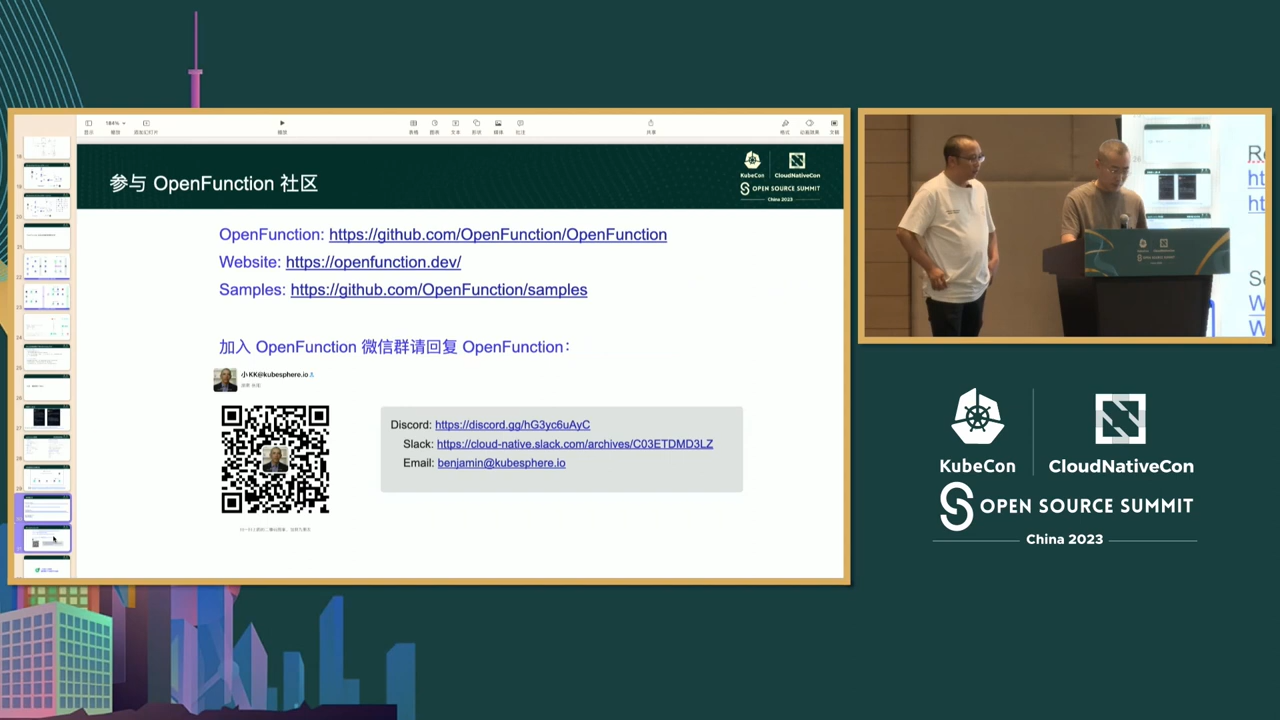 184%
参与 OpenFunction 社区
KubeCon
CloudNativeCon
OPEN SOURCE SUMMIT
China 2023
OpenFunction: https://github.com/OpenFunction/OpenFunction
Website: https://openfunction.dev/
Samples: https://github.com/OpenFunction/samples
加入 OpenFunction 微信群请回复 OpenFunction：
小KK@kubesphere.io
Discord: https://discord.gg/hG3yc6uAyC
Slack: https://cloud-native.slack.com/archives/C03ETDMD3LZ
Email: benjamin@kubesphere.io
KubeCon
CloudNativeCon
OPEN SOURCE SUMMIT
China 2023